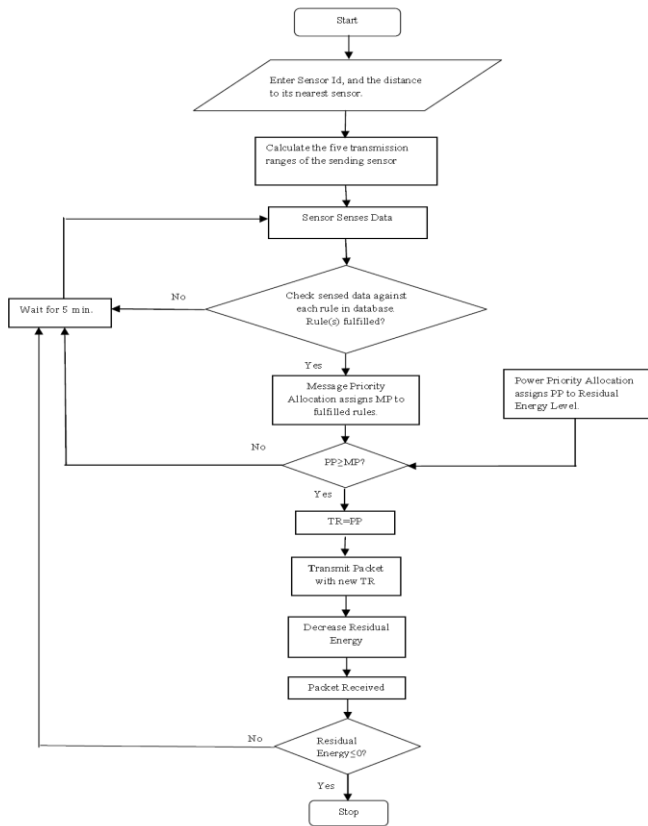 Start
Enter Sensor Id, and the distance
to its nearest sensor.
Calculate the five transmission
ranges of the sending sensor
Sensor Senses Data
No
Wait for 5 min.
Check sensed data against
each rule in database.
Rule(s) fulfilled?
Yes
Message Priority
Allocation assigns MP to
fulfilled rules.
Power Priority Allocation
assigns PP to Residual
Energy Level.
No
PP≥MP?
Yes
TR=PP
Transmit Packet
with new TR
Decrease Residual
Energy
Packet Received
No
Residual
Energy≤0?
Yes
Stop